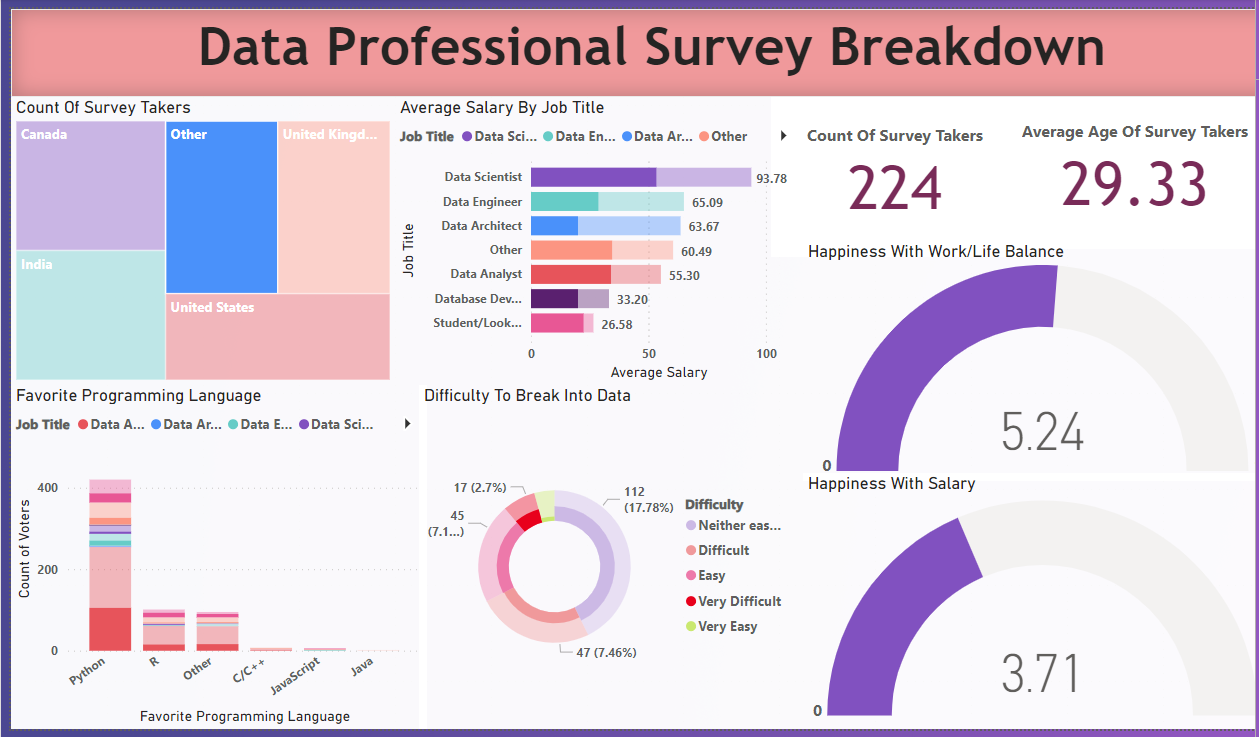 Data Professional Survey Breakdown
Count Of Survey Takers
Canada
Other
United Kingd...
India
United States
Average Salary By Job Title
Job Title
Data Sci...
Data En...
Data Ar...
Other
Job Title
Data Scientist
93.78
Data Engineer
65.09
Data Architect
63.67
Other
60.49
Data Analyst
55.30
Database Dev...
33.20
Student/Look...
26.58
0
50
100
Average Salary
Count Of Survey Takers
224
Average Age Of Survey Takers
29.33
Happiness With Work/Life Balance
0
5.24
Favorite Programming Language
Job Title
Data A...
Data Ar...
Data E...
Data Sci...
Count of Voters
400
200
0
Python
R
Other
C/C++
JavaScript
Java
Favorite Programming Language
Difficulty To Break Into Data
17 (2.7%)
112
(17.78%)
45
(7.1...)
47 (7.46%)
Difficulty
Neither eas...
Difficult
Easy
Very Difficult
Very Easy
Happiness With Salary
0
3.71